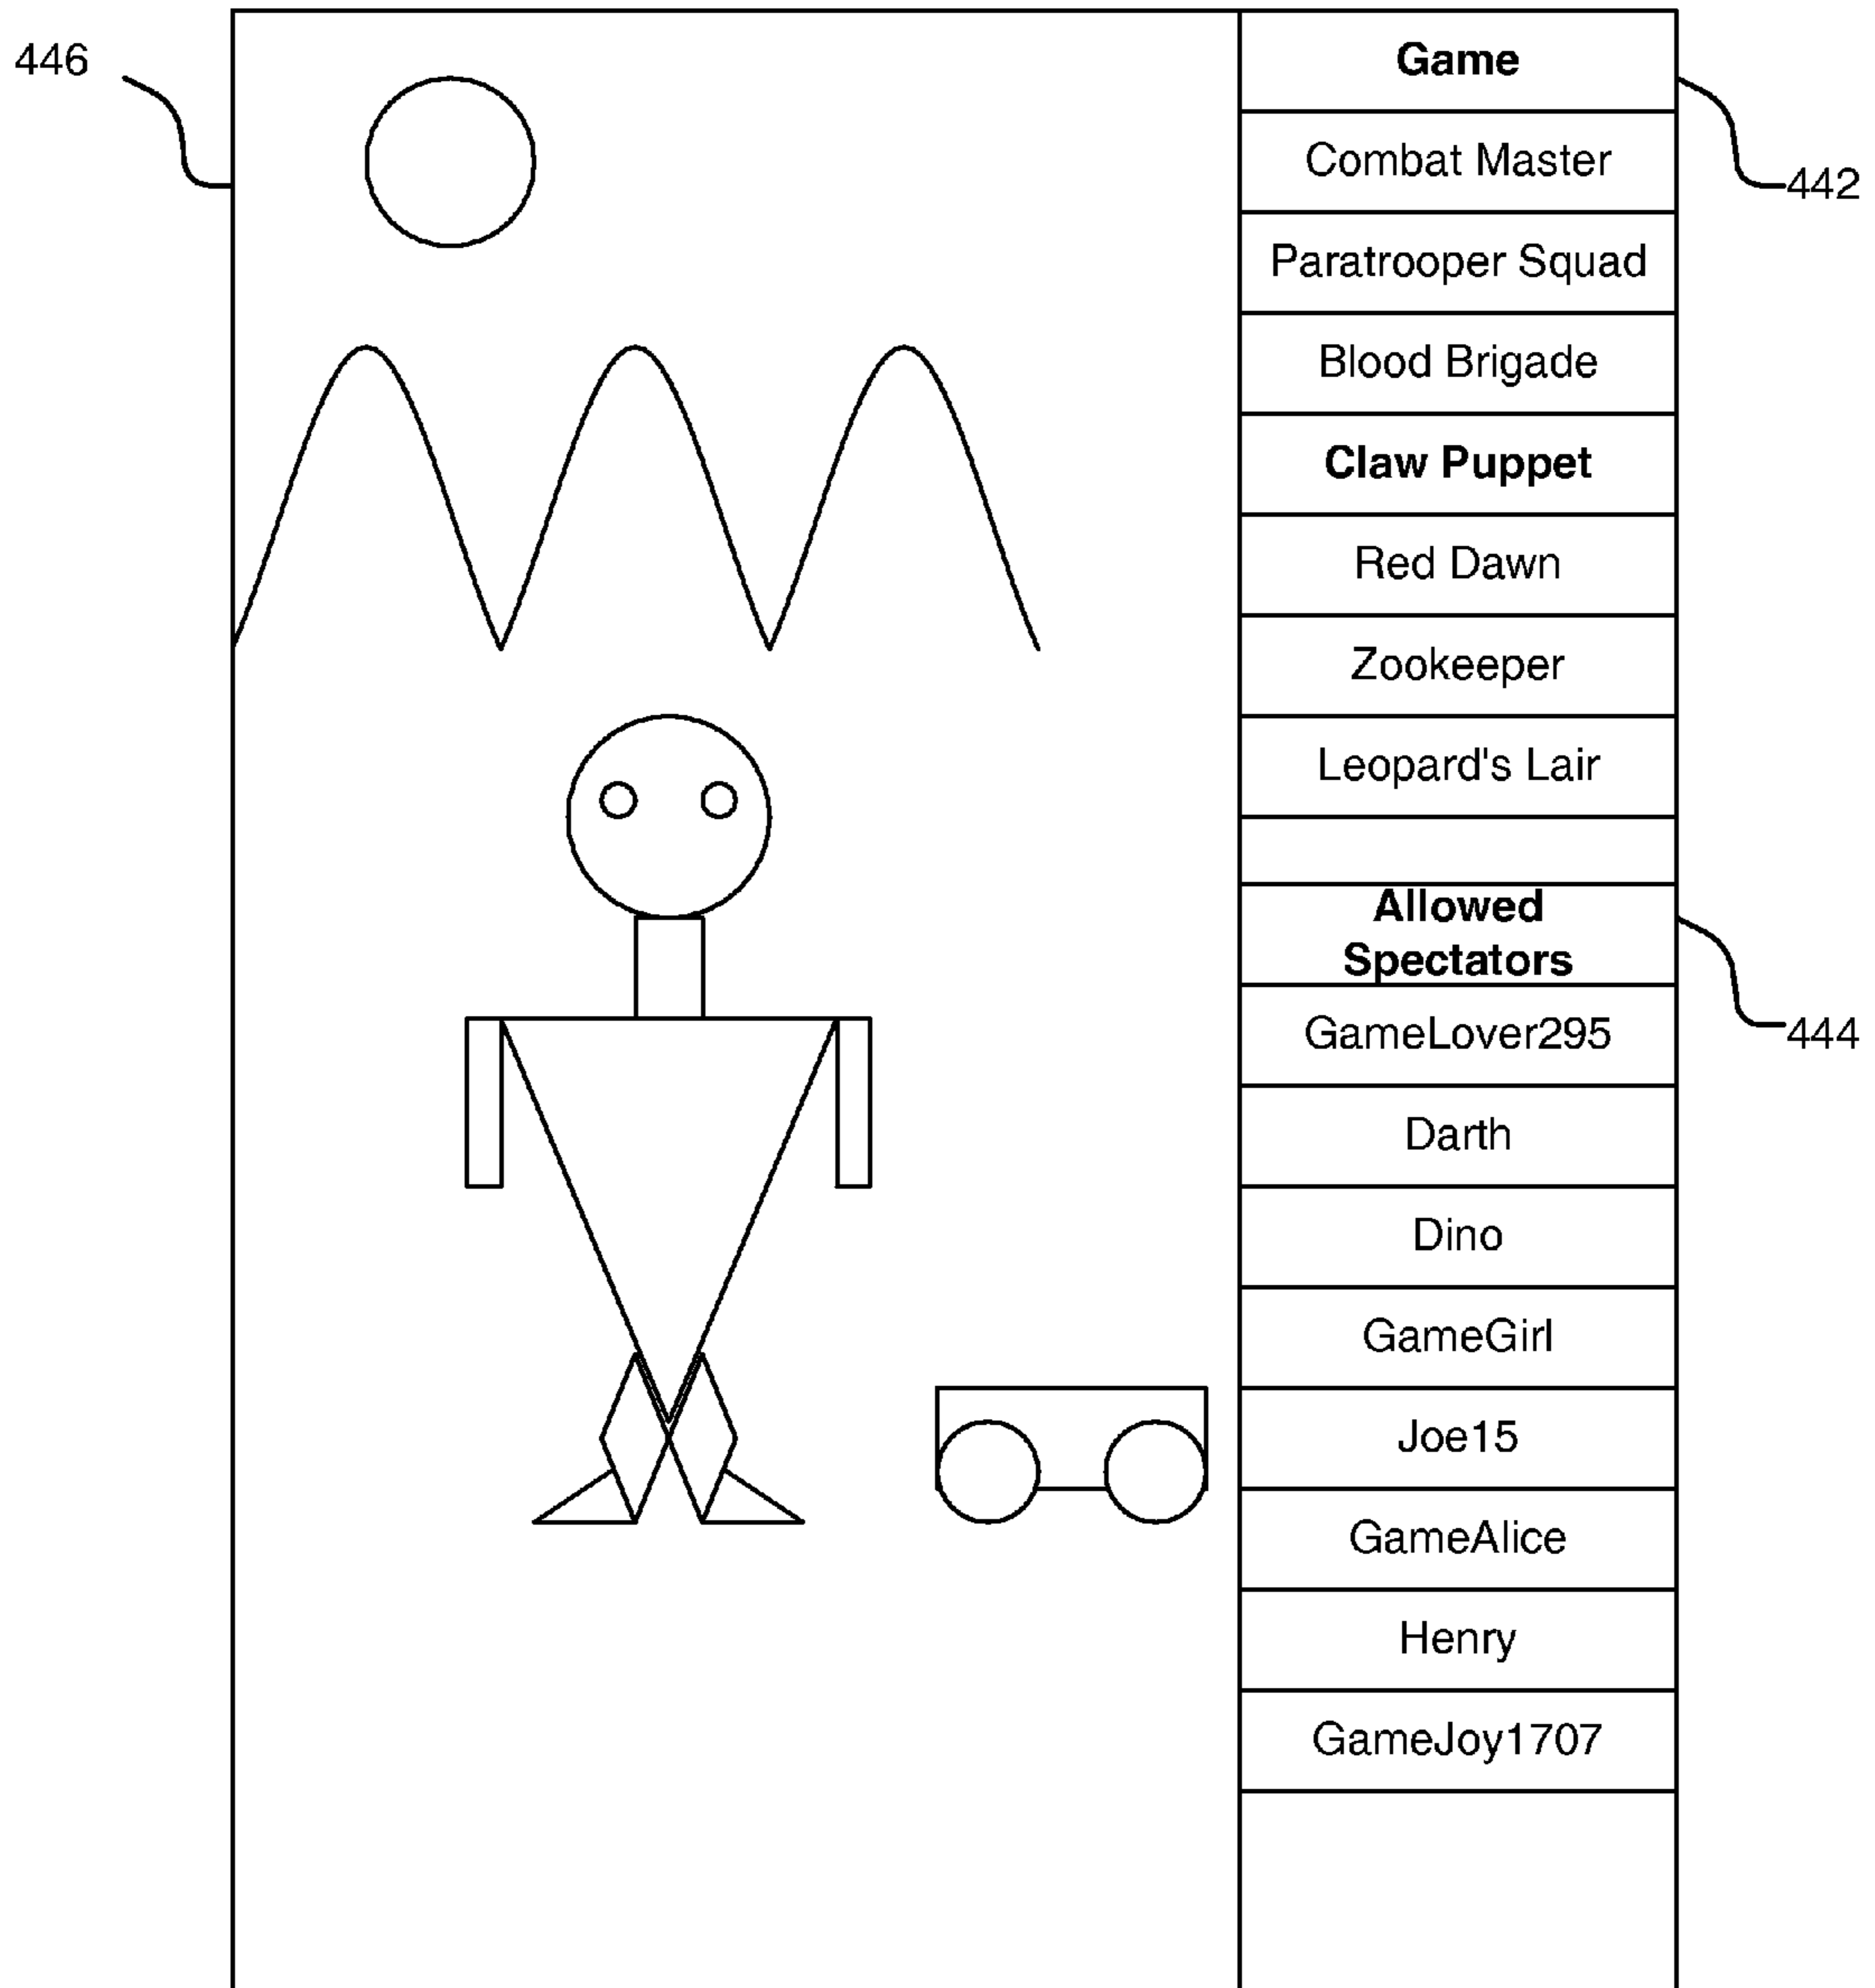 446
Game
442
Combat Master
Paratrooper Squad
Blood Brigade
Claw Puppet
Red Dawn
Zookeeper
Leopard's Lair
Allowed
Spectators
444
GameLover295
Darth
Dino
GameGirl
Joe15
GameAlice
Henry
GameJoy1707